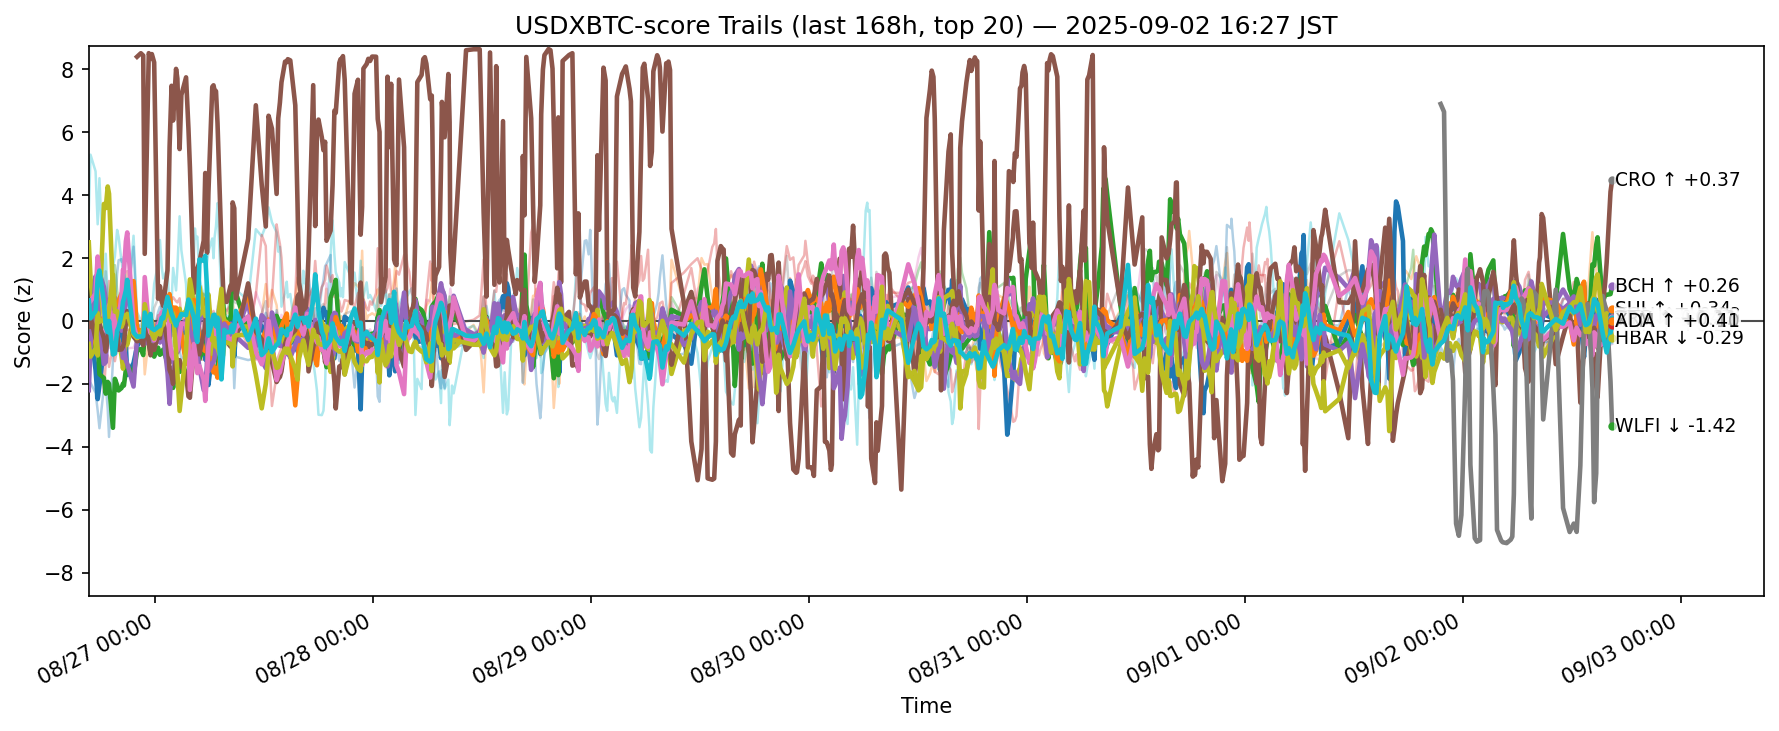 USDXBTC-score Trails (last 168h, top 20) — 2025-09-02 16:27 JST
Score (z)
8
6
4
2
0
−2
−4
−6
−8
CRO ↑ +0.37
BCH ↑ +0.26
SUI ↑ +0.34
ADA ↑ +0.41
HBAR ↓ -0.29
WLFI ↓ -1.42
08/27 00:00
08/28 00:00
08/29 00:00
08/30 00:00
08/31 00:00
09/01 00:00
09/02 00:00
09/03 00:00
Time